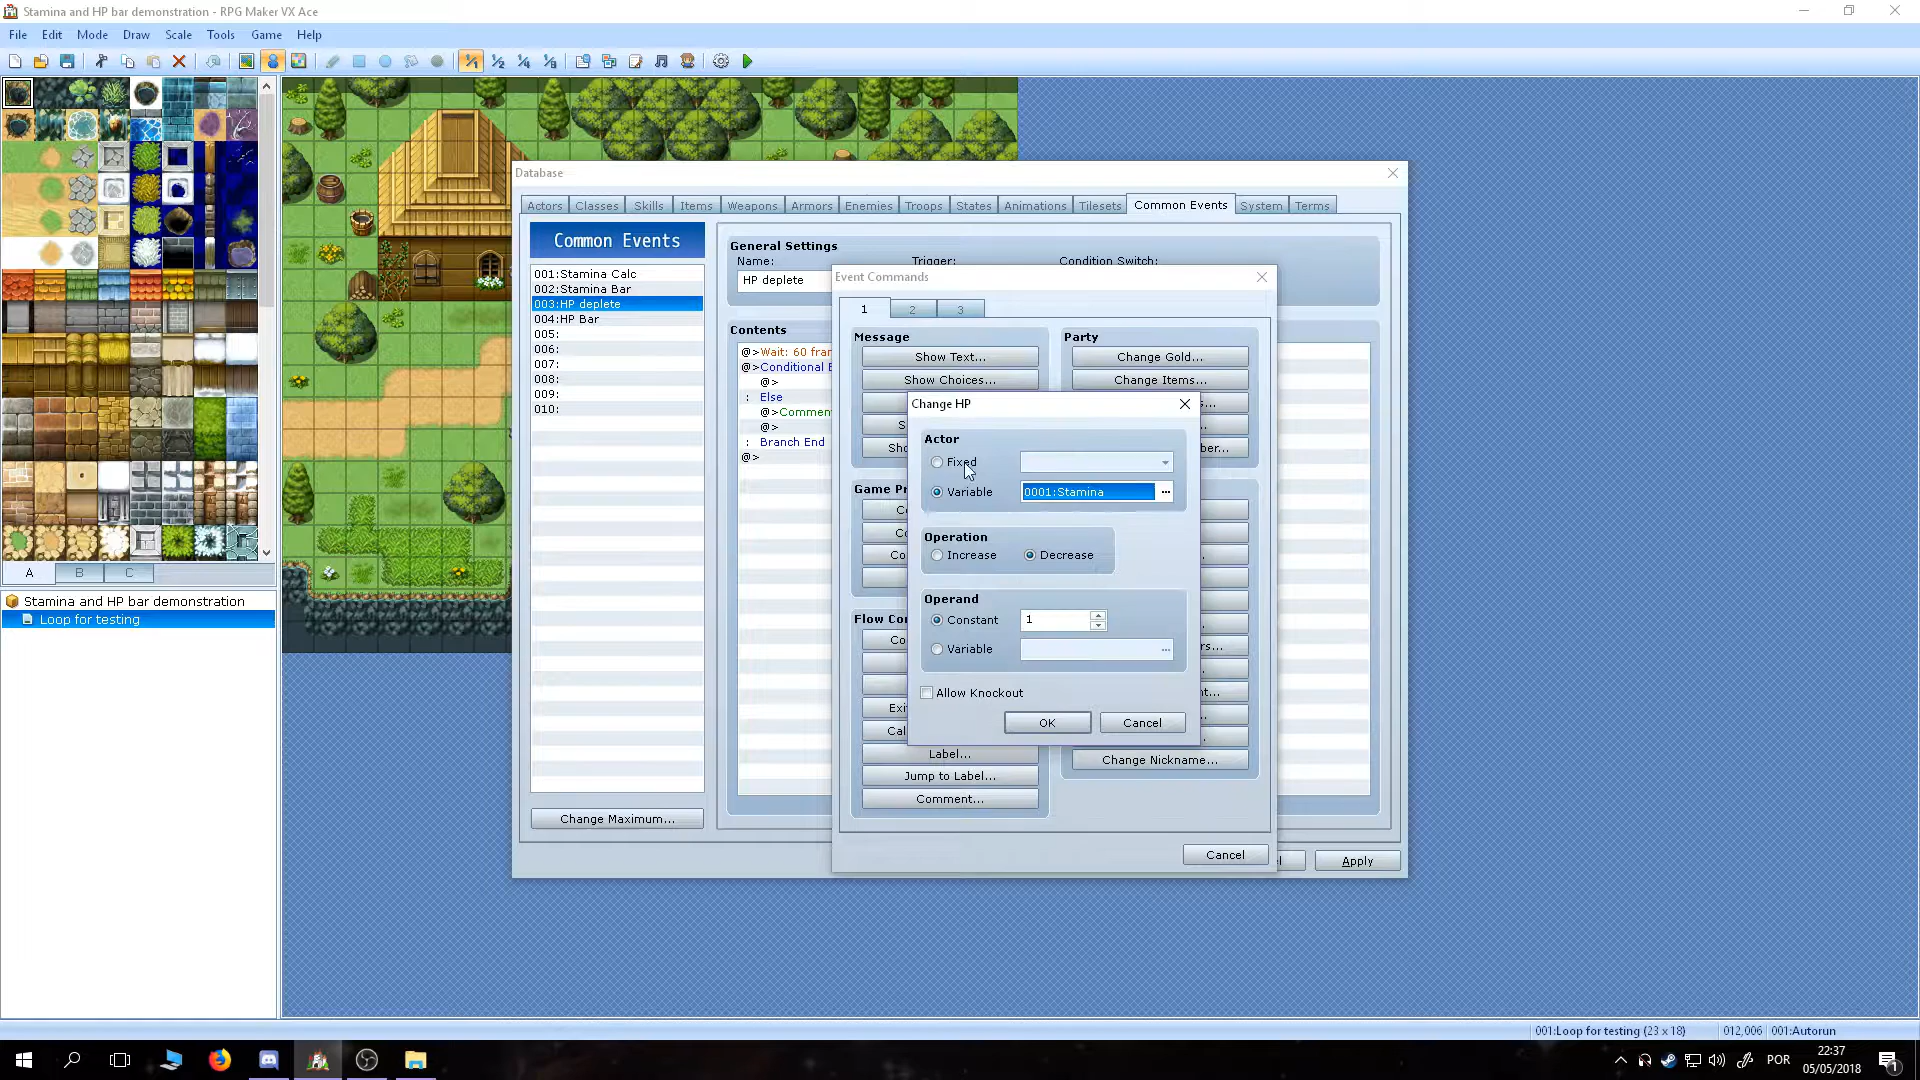 Stamina and HP bar demonstration - RPG Maker VX Ace
File Edit Mode Draw Scale Tools Game Help
Database
Actors Classes Skills Items Weapons Armors Enemies Troops States Animations Tilesets Common Events System Terms
Common Events
001:Stamina Calc
002:Stamina Bar
003:HP deplete
004:HP Bar
005:
006:
007:
008:
009:
010:
Change Maximum...
General Settings
Name: Trigger: Condition Switch:
HP deplete
Contents
@>Wait: 60 fran
@>Conditional E
@>
: Else
@>Commen
@>
: Branch End
@>
Apply
Event Commands
1 2 3
Message
Show Text...
Show Choices...
Party
Change Gold...
Change Items...
Game Pr
Flow Co
Label...
Jump to Label...
Comment...
Change Nickname...
Cancel
Change HP
Actor
Fixed
Variable 0001:Stamina ...
Operation
Increase Decrease
Operand
Constant 1
Variable ...
Allow Knockout
OK Cancel
A B C
Stamina and HP bar demonstration
Loop for testing
001:Loop for testing (23 x 18) 012,006 001:Autorun
POR
22:37
05/05/2018
1